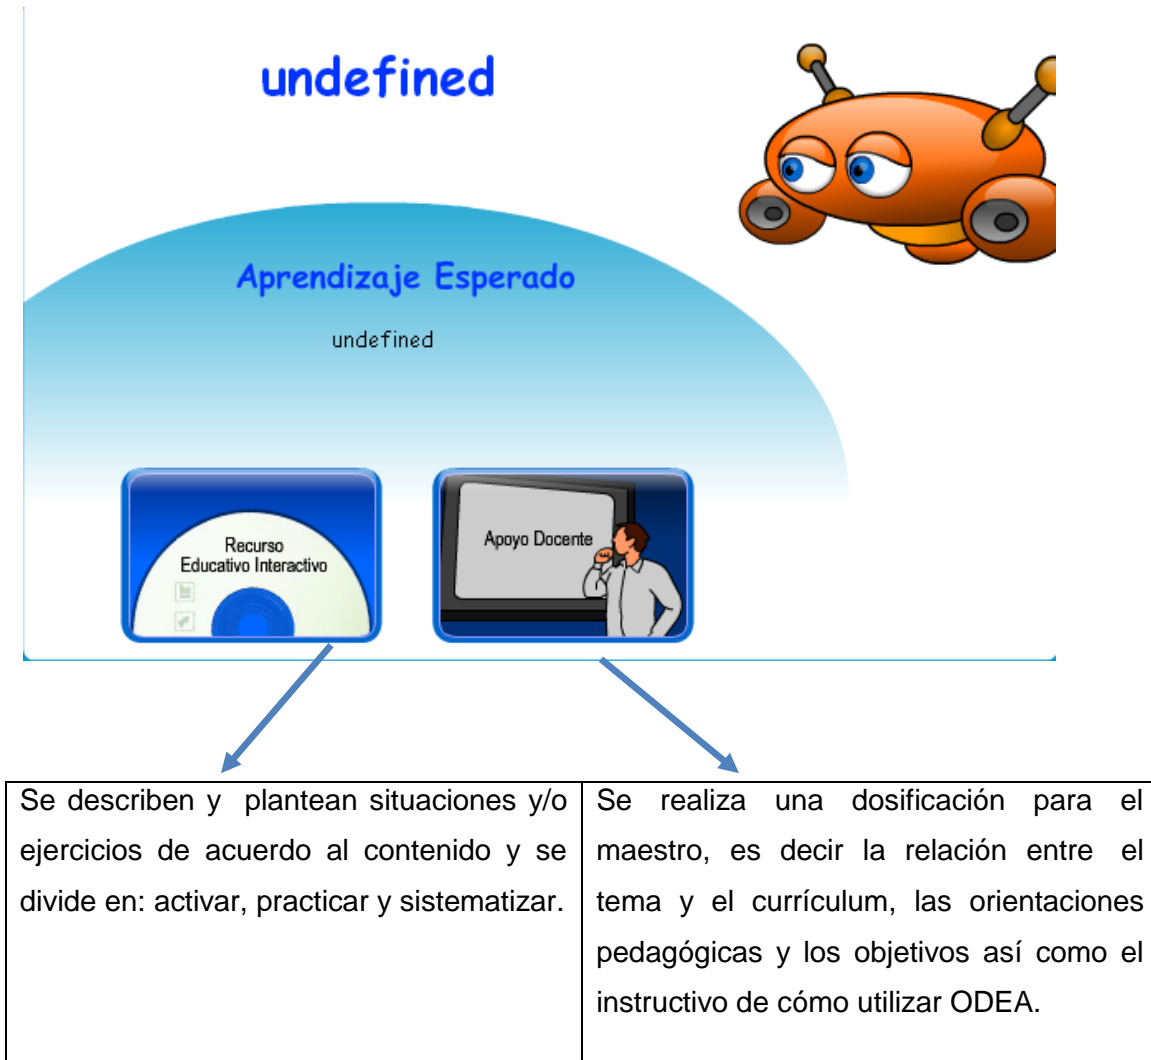 undefined
Aprendizaje Esperado
undefined
Recurso
Educativo Interactivo
Apoyo Docente
Se describen y plantean situaciones y/o
ejercicios de acuerdo al contenido y se
divide en: activar, practicar y sistematizar.
Se realiza una dosificación para el
maestro, es decir la relación entre el
tema y el currículum, las orientaciones
pedagógicas y los objetivos así como el
instructivo de cómo utilizar ODEA.